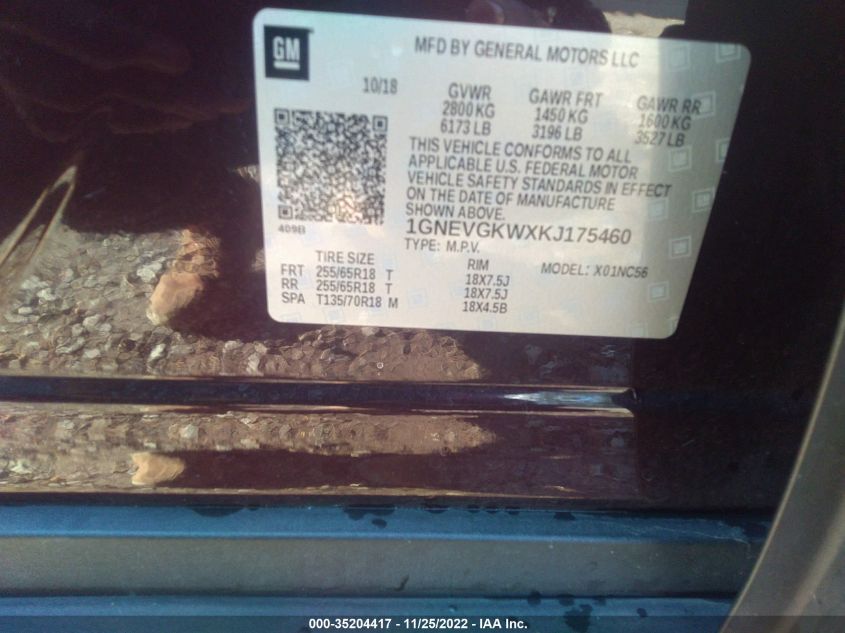 GM
MFD BY GENERAL MOTORS LLC
10/18
GVWR
2800 KG
6173 LB
GAWR FRT
1450 KG
3196 LB
GAWR RR
1600 KG
3527 LB
THIS VEHICLE CONFORMS TO ALL
APPLICABLE U.S. FEDERAL MOTOR
VEHICLE SAFETY STANDARDS IN EFFECT
ON THE DATE OF MANUFACTURE
SHOWN ABOVE.
409B
1GNEVGKWXKJ175460
TYPE: M.P.V.
MODEL: X01NC56
TIRE SIZE RIM
FRT 255/65R18 T 18X7.5J
RR 255/65R18 T 18X7.5J
SPA T135/70R18 M 18X4.5B
000-35204417 - 11/25/2022 - IAA Inc.